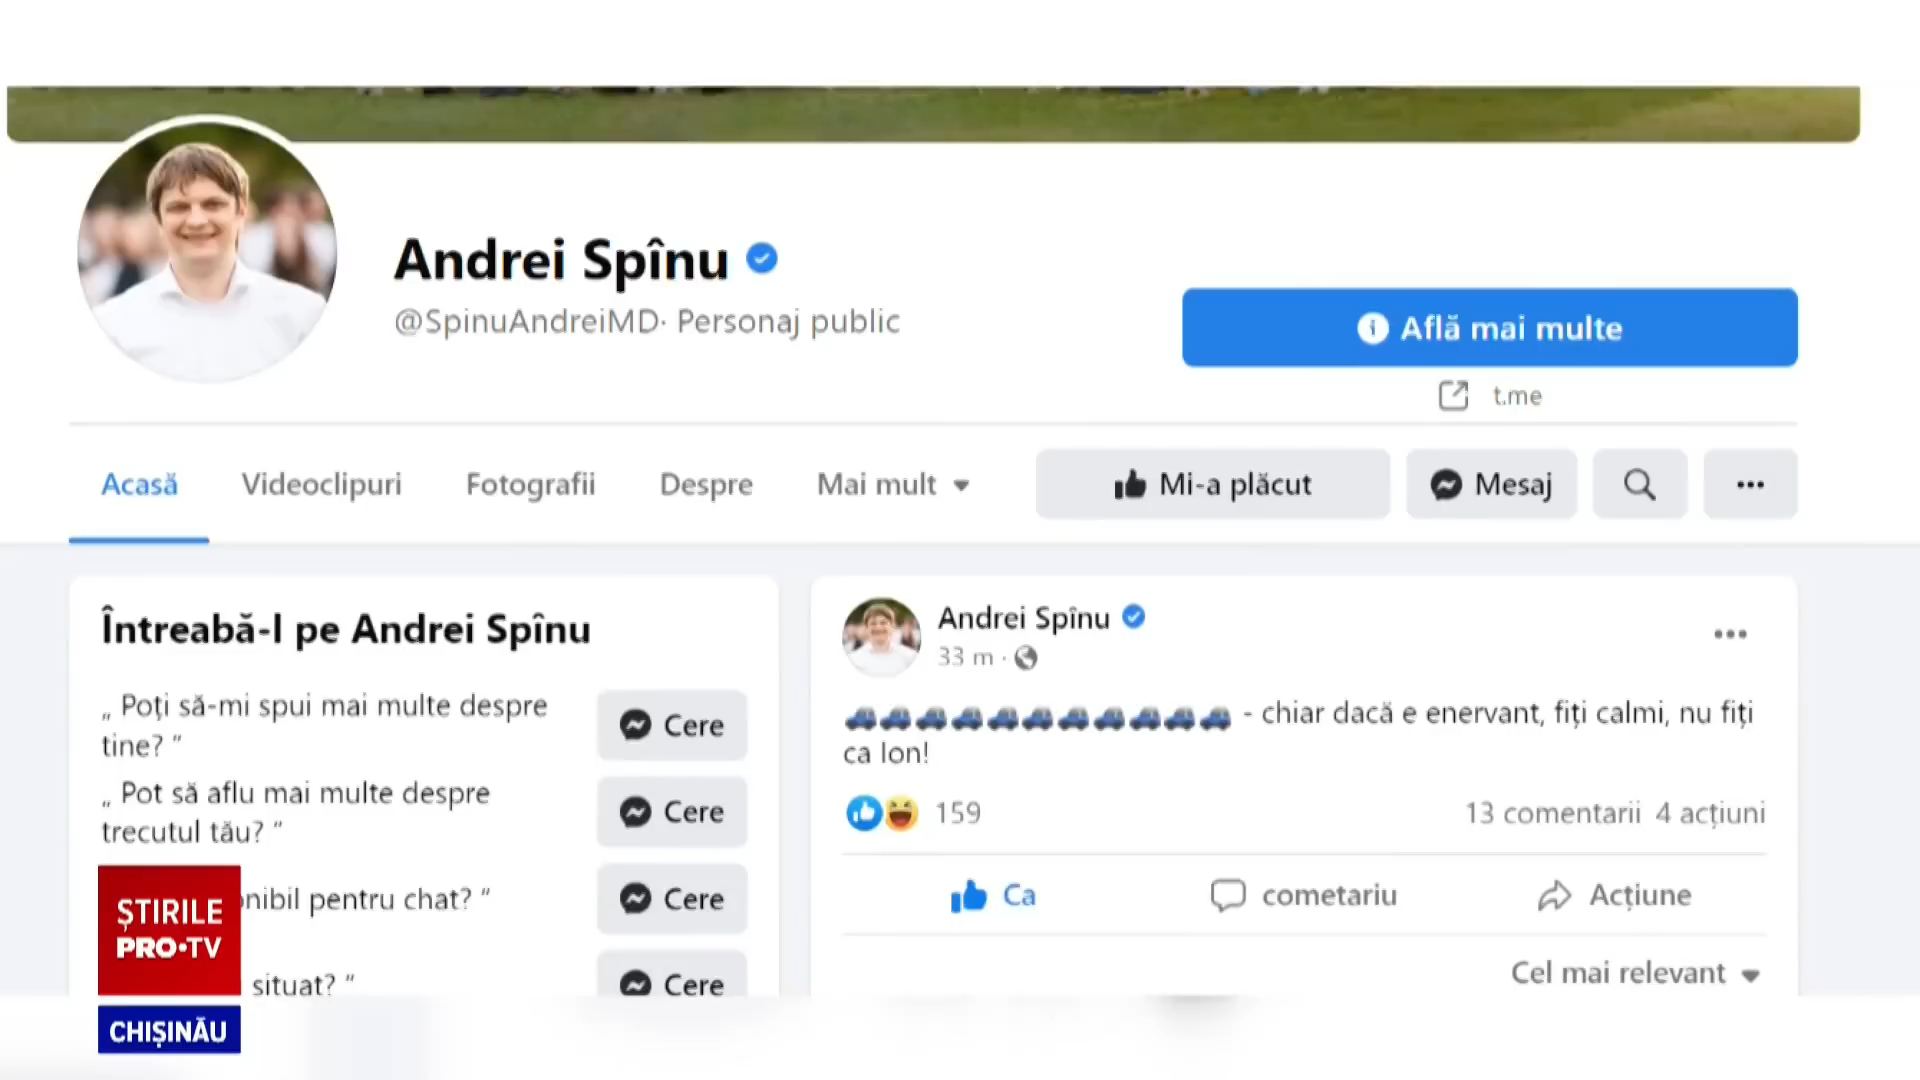 Andrei Spînu
@SpinuAndreiMD· Personaj public
Află mai multe
t.me
Acasă
Videoclipuri
Fotografii
Despre
Mai mult
Mi-a plăcut
Mesaj
Întreabă-l pe Andrei Spînu
„ Poți să-mi spui mai multe despre
tine? “
Cere
„ Pot să aflu mai multe despre
trecutul tău? “
Cere
onibil pentru chat? “
Cere
situat? “
Cere
Andrei Spînu
33 m ·
- chiar dacă e enervant, fiți calmi, nu fiți
ca Ion!
159
13 comentarii 4 acțiuni
Ca
cometariu
Acțiune
Cel mai relevant
ȘTIRILE
PRO•TV
CHIȘINĂU